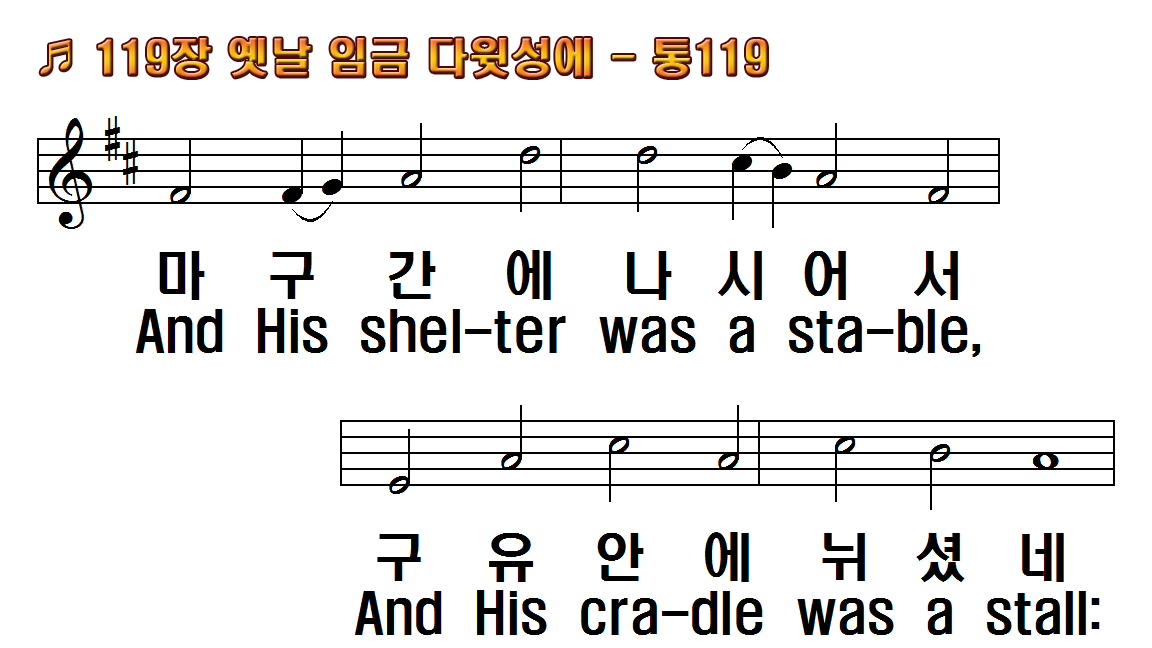 ♬ 119장 옛날 임금 다윗성에 - 통119
마 구 간 에 나 시 어 서
And His shel-ter was a sta-ble,
구 유 안 에 뉘 셨 네
And His cra-dle was a stall: